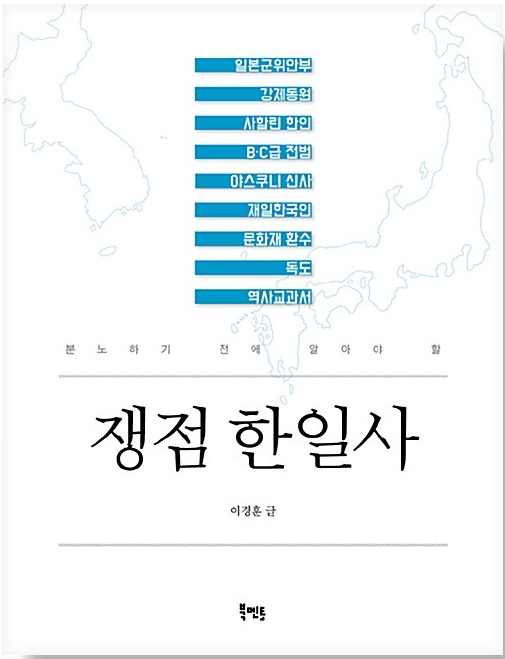 일본군위안부
강제동원
사할린 한인
B·C급 전범
야스쿠니 신사
재일한국인
문화재 환수
독도
역사교과서
분노하기 전에 알아야 할
쟁점 한일사
이경훈 글
북멘토